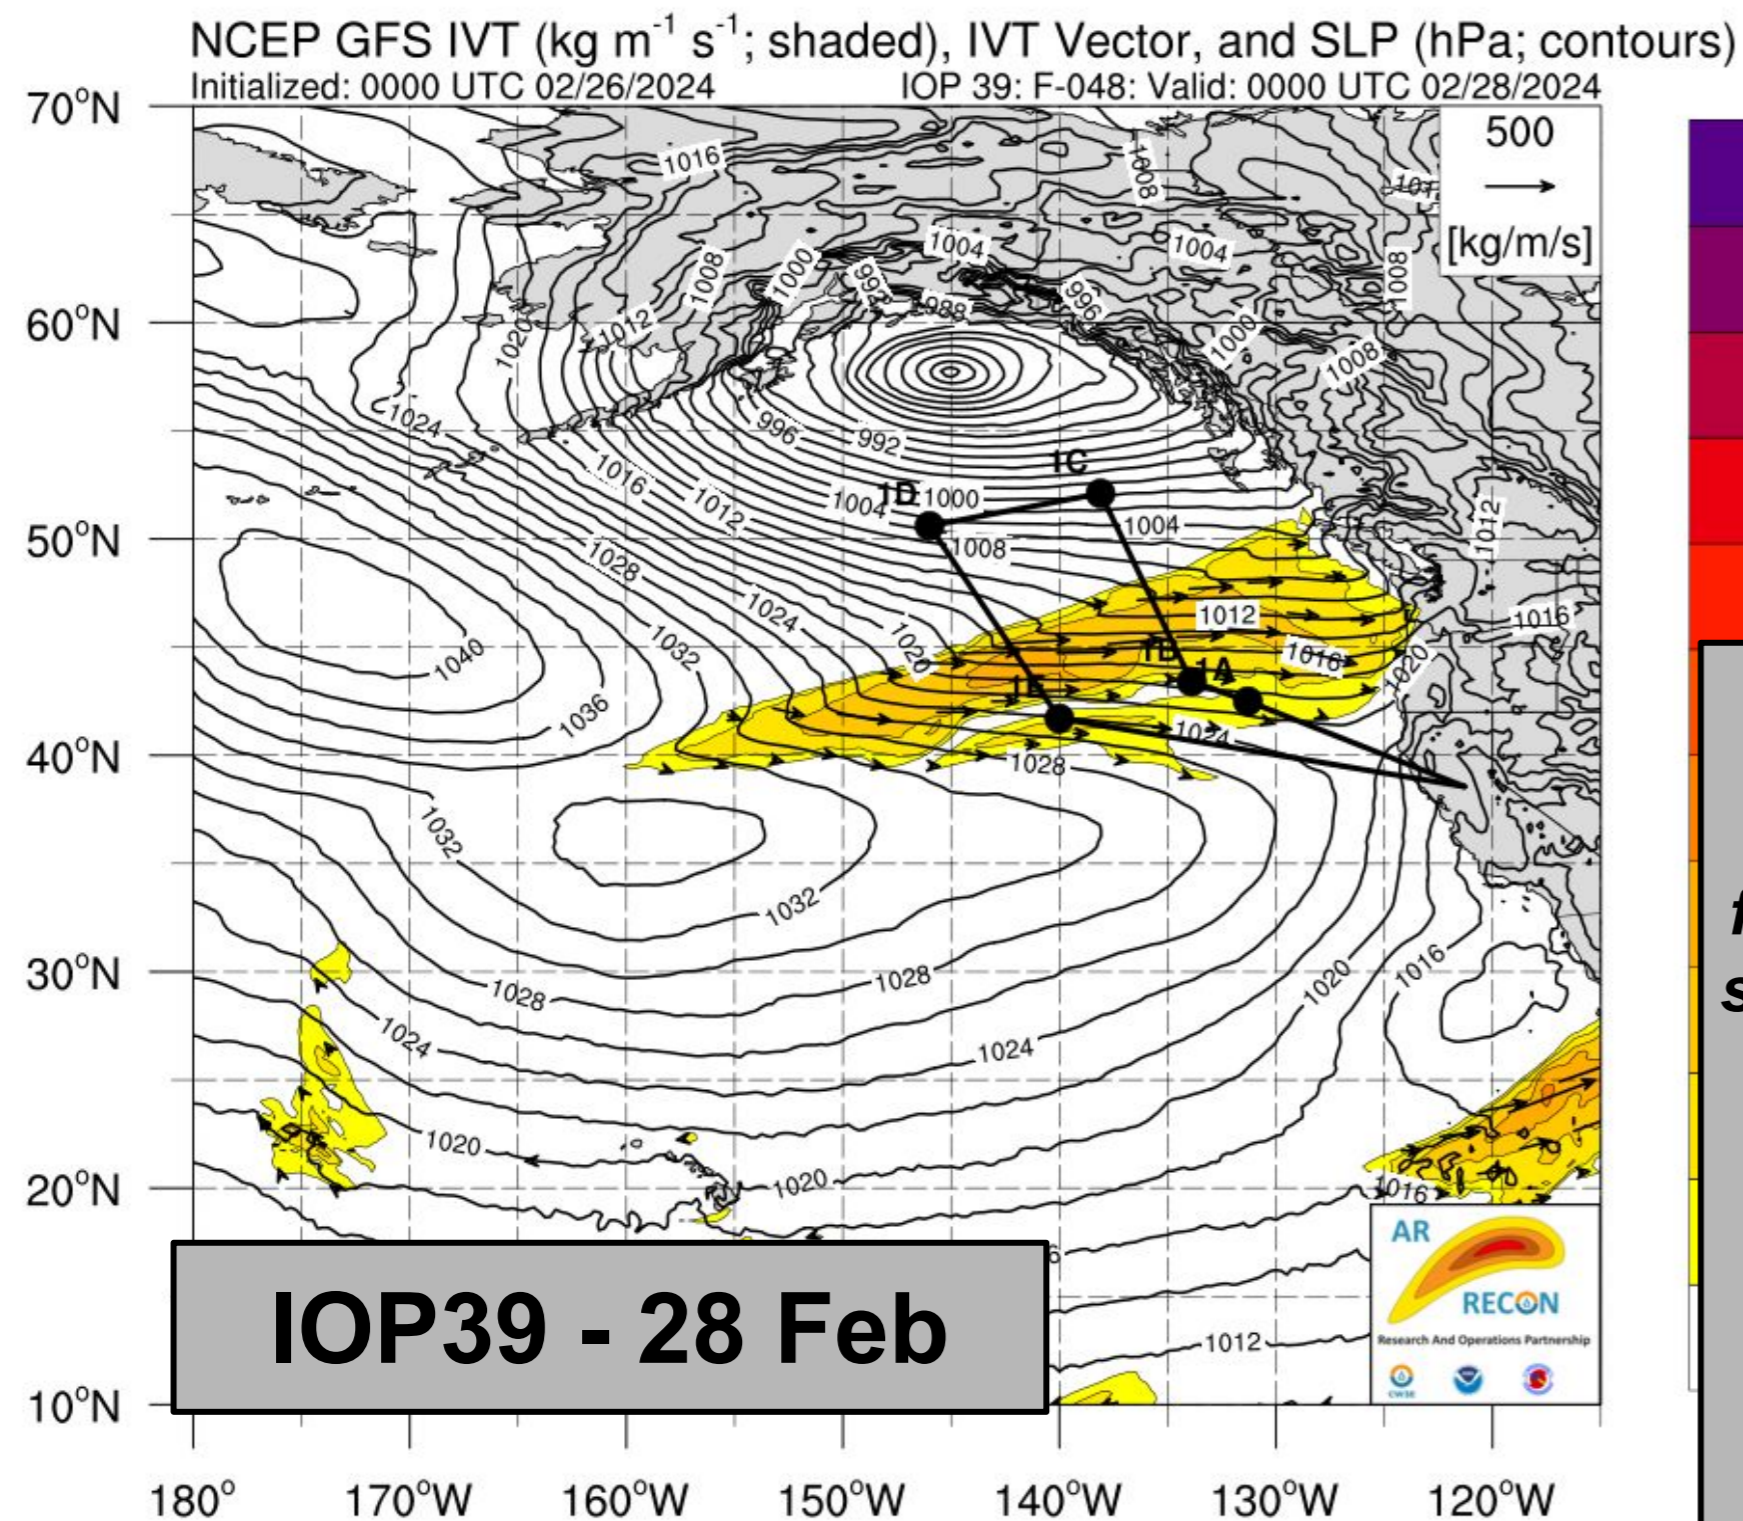 NCEP GFS IVT (kg m⁻¹ s⁻¹; shaded), IVT Vector, and SLP (hPa; contours)
Initialized: 0000 UTC 02/26/2024 IOP 39: F-048: Valid: 0000 UTC 02/28/2024
70°N
500
[kg/m/s]
1016
1008
1004
1004
1008
1000
1008
60°N
988
996
1012
1020
1000
1008
1024
996
992
1C
1016
1D
1000
1004
1012
1004
1012
50°N
1008
1028
1024
1012
1016
1020
1032
1016
1020
1040
1A
1036
1024
40°N
1028
1032
1032
30°N
1028
1028
1020
1016
1024
1024
1020
1020
20°N
1016
AR
RECON
Research And Operations Partnership
CW3E
IOP39 - 28 Feb
1012
10°N
180° 170°W 160°W 150°W 140°W 130°W 120°W